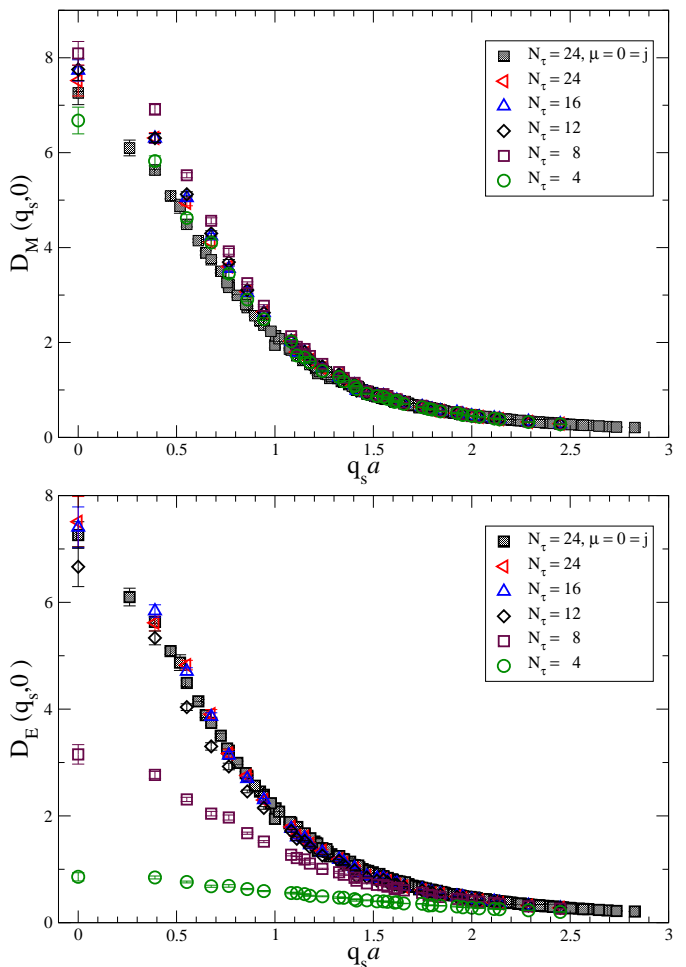 8
6
4
2
0
D_M (q_s,0)
N_τ = 24, μ = 0 = j
N_τ = 24
N_τ = 16
N_τ = 12
N_τ = 8
N_τ = 4
0 0.5 1 1.5 2 2.5 3
q_s a
8
6
4
2
0
D_E (q_s,0)
N_τ = 24, μ = 0 = j
N_τ = 24
N_τ = 16
N_τ = 12
N_τ = 8
N_τ = 4
0 0.5 1 1.5 2 2.5 3
q_s a